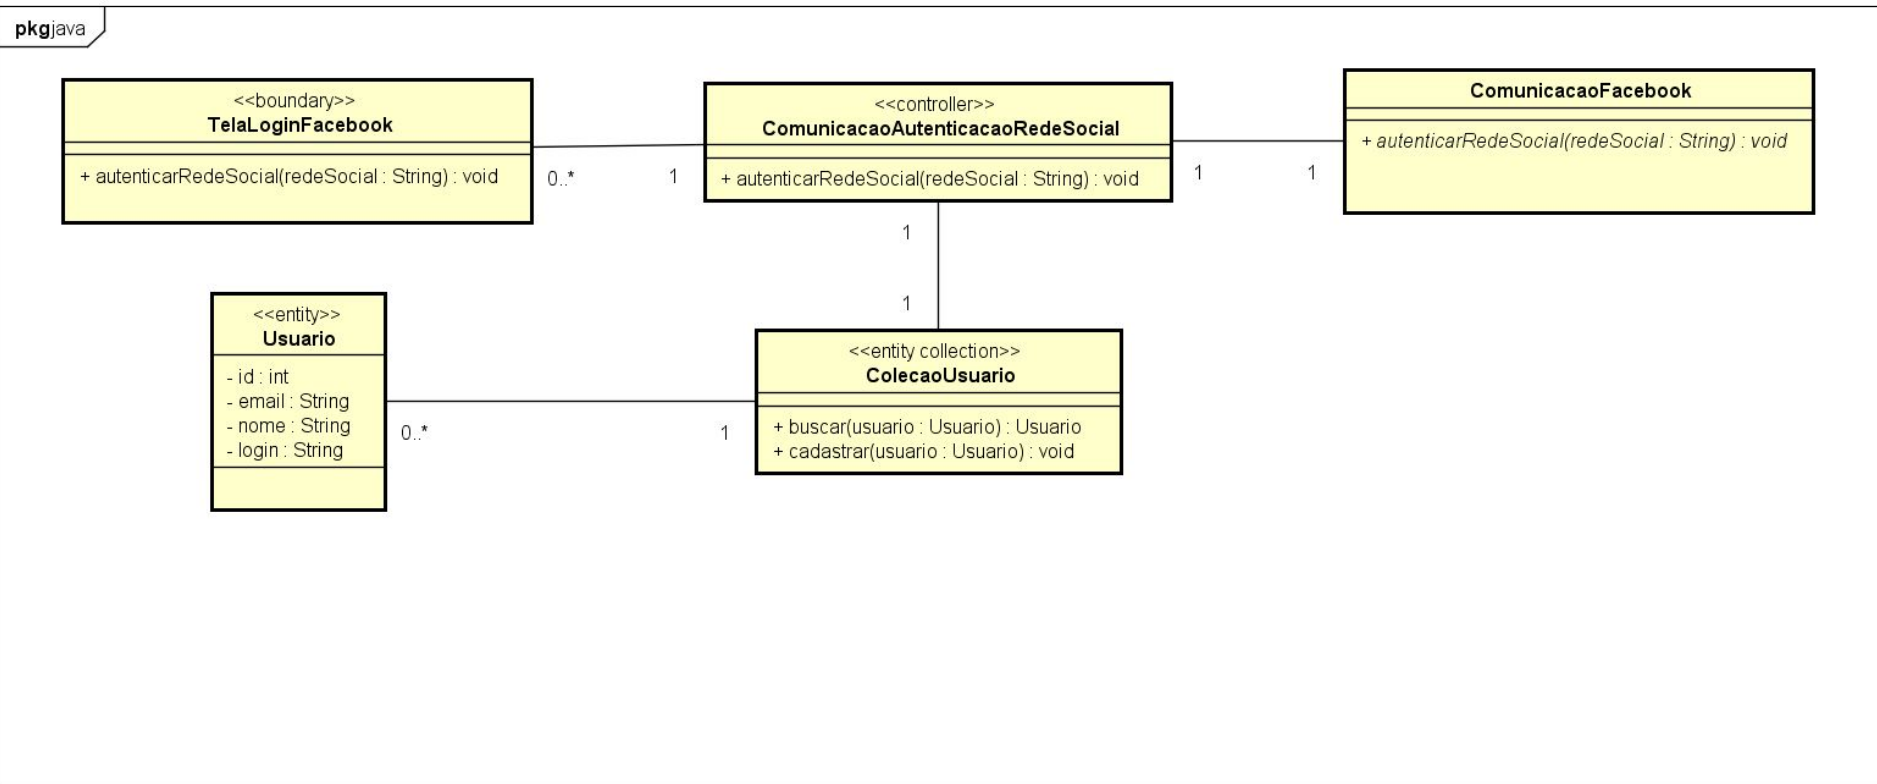 pkgjava
<<boundary>>
TelaLoginFacebook
+ autenticarRedeSocial(redeSocial : String) : void
0..*
1
<<controller>>
ComunicacaoAutenticacaoRedeSocial
+ autenticarRedeSocial(redeSocial : String) : void
1
1
ComunicacaoFacebook
+ autenticarRedeSocial(redeSocial : String) : void
1
1
<<entity>>
Usuario
- id : int
- email : String
- nome : String
- login : String
0..*
1
<<entity collection>>
ColecaoUsuario
+ buscar(usuario : Usuario) : Usuario
+ cadastrar(usuario : Usuario) : void